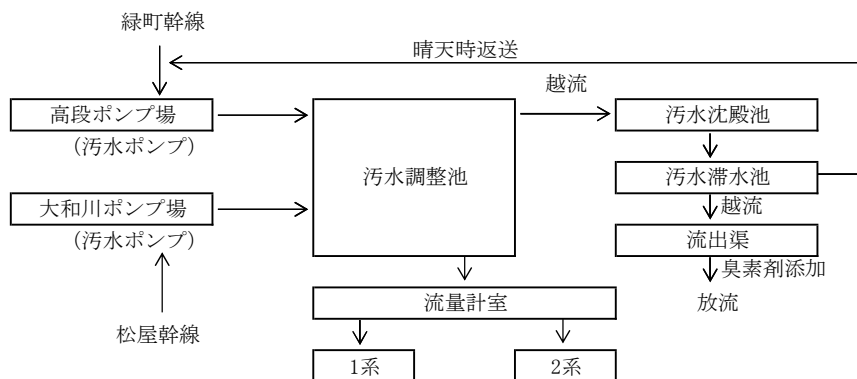 緑町幹線
晴天時返送
越流
高段ポンプ場
(汚水ポンプ)
汚水調整池
汚水沈殿池
汚水滞水池
大和川ポンプ場
(汚水ポンプ)
越流
流出渠
臭素剤添加
流量計室
放流
松屋幹線
1系
2系